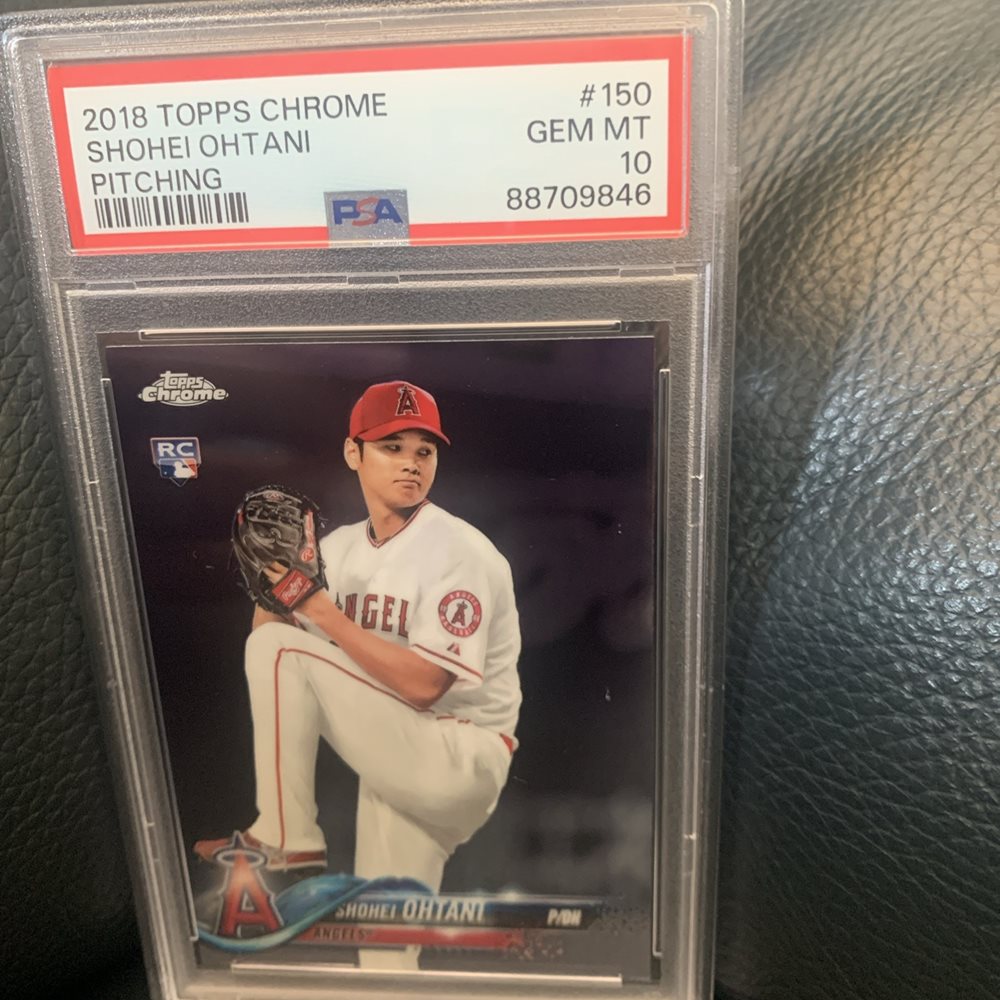 2018 TOPPS CHROME
SHOHEI OHTANI
PITCHING
#150
GEM MT
10
88709846
PSA
Topps
Chrome
RC
A
ANGEL
A
A
SHOHEI OHTANI
P/DH
ANGELS